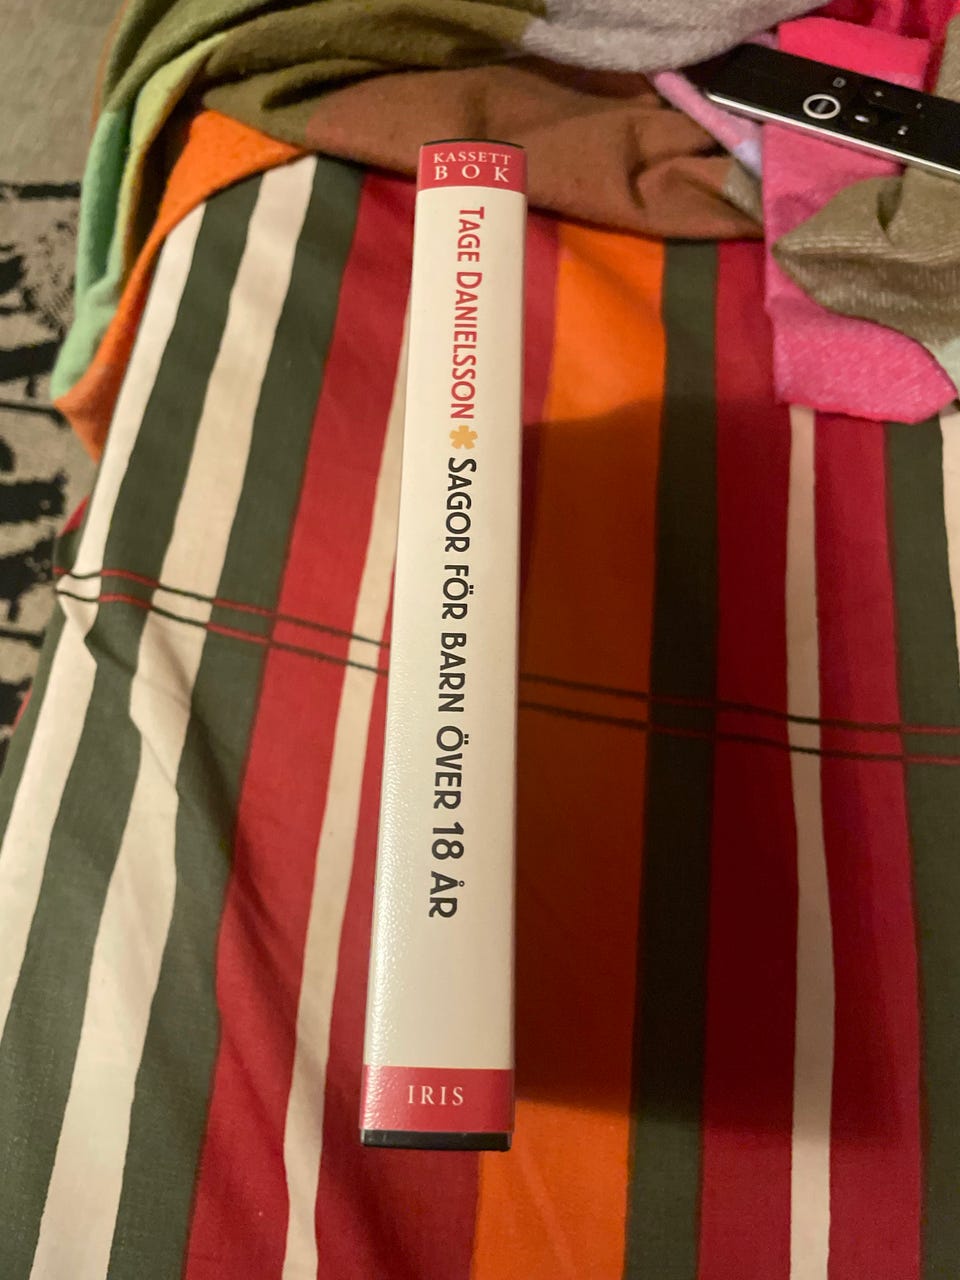 KASSETT
BOK
TAGE DANIELSSON SAGOR FÖR BARN ÖVER 18 ÅR
IRIS